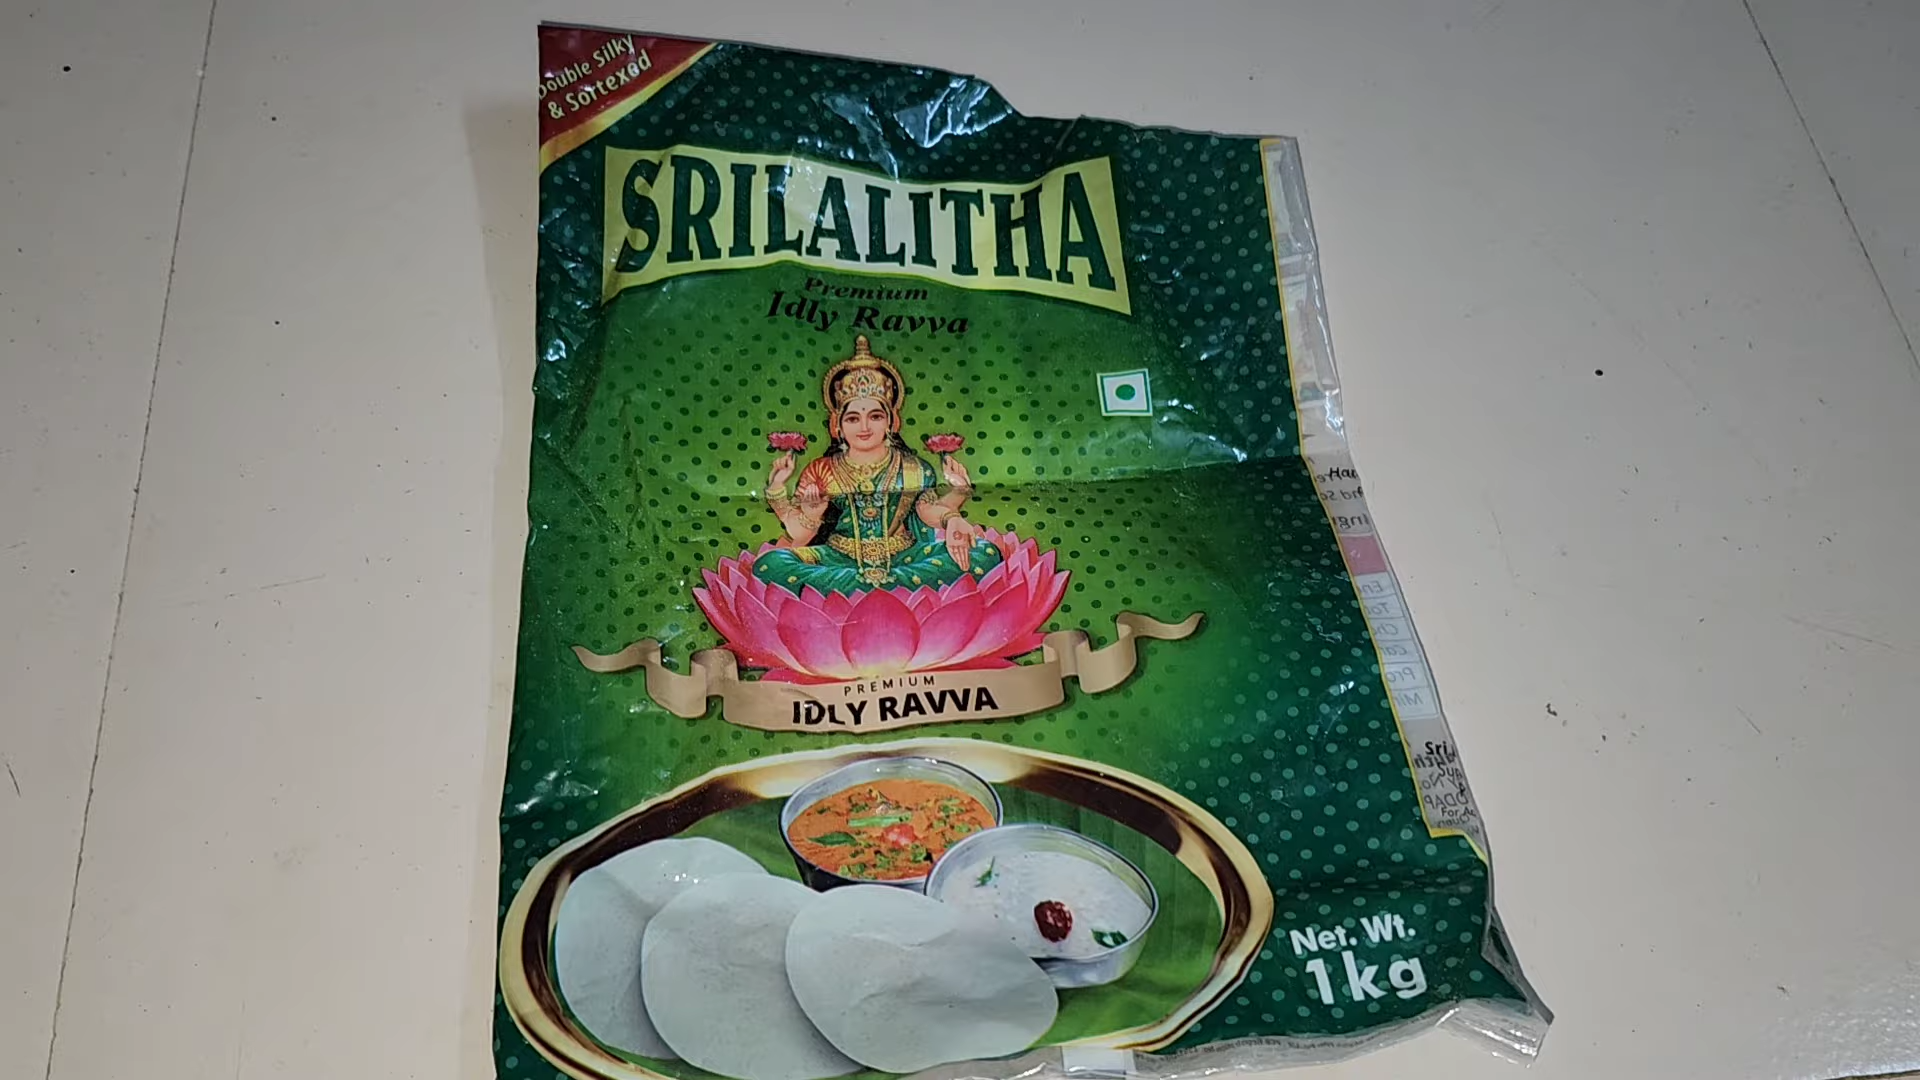 Double Silky
& Sortexed
SRILALITHA
Premium
Idly Ravva
PREMIUM
IDLY RAVVA
Net. Wt.
1kg